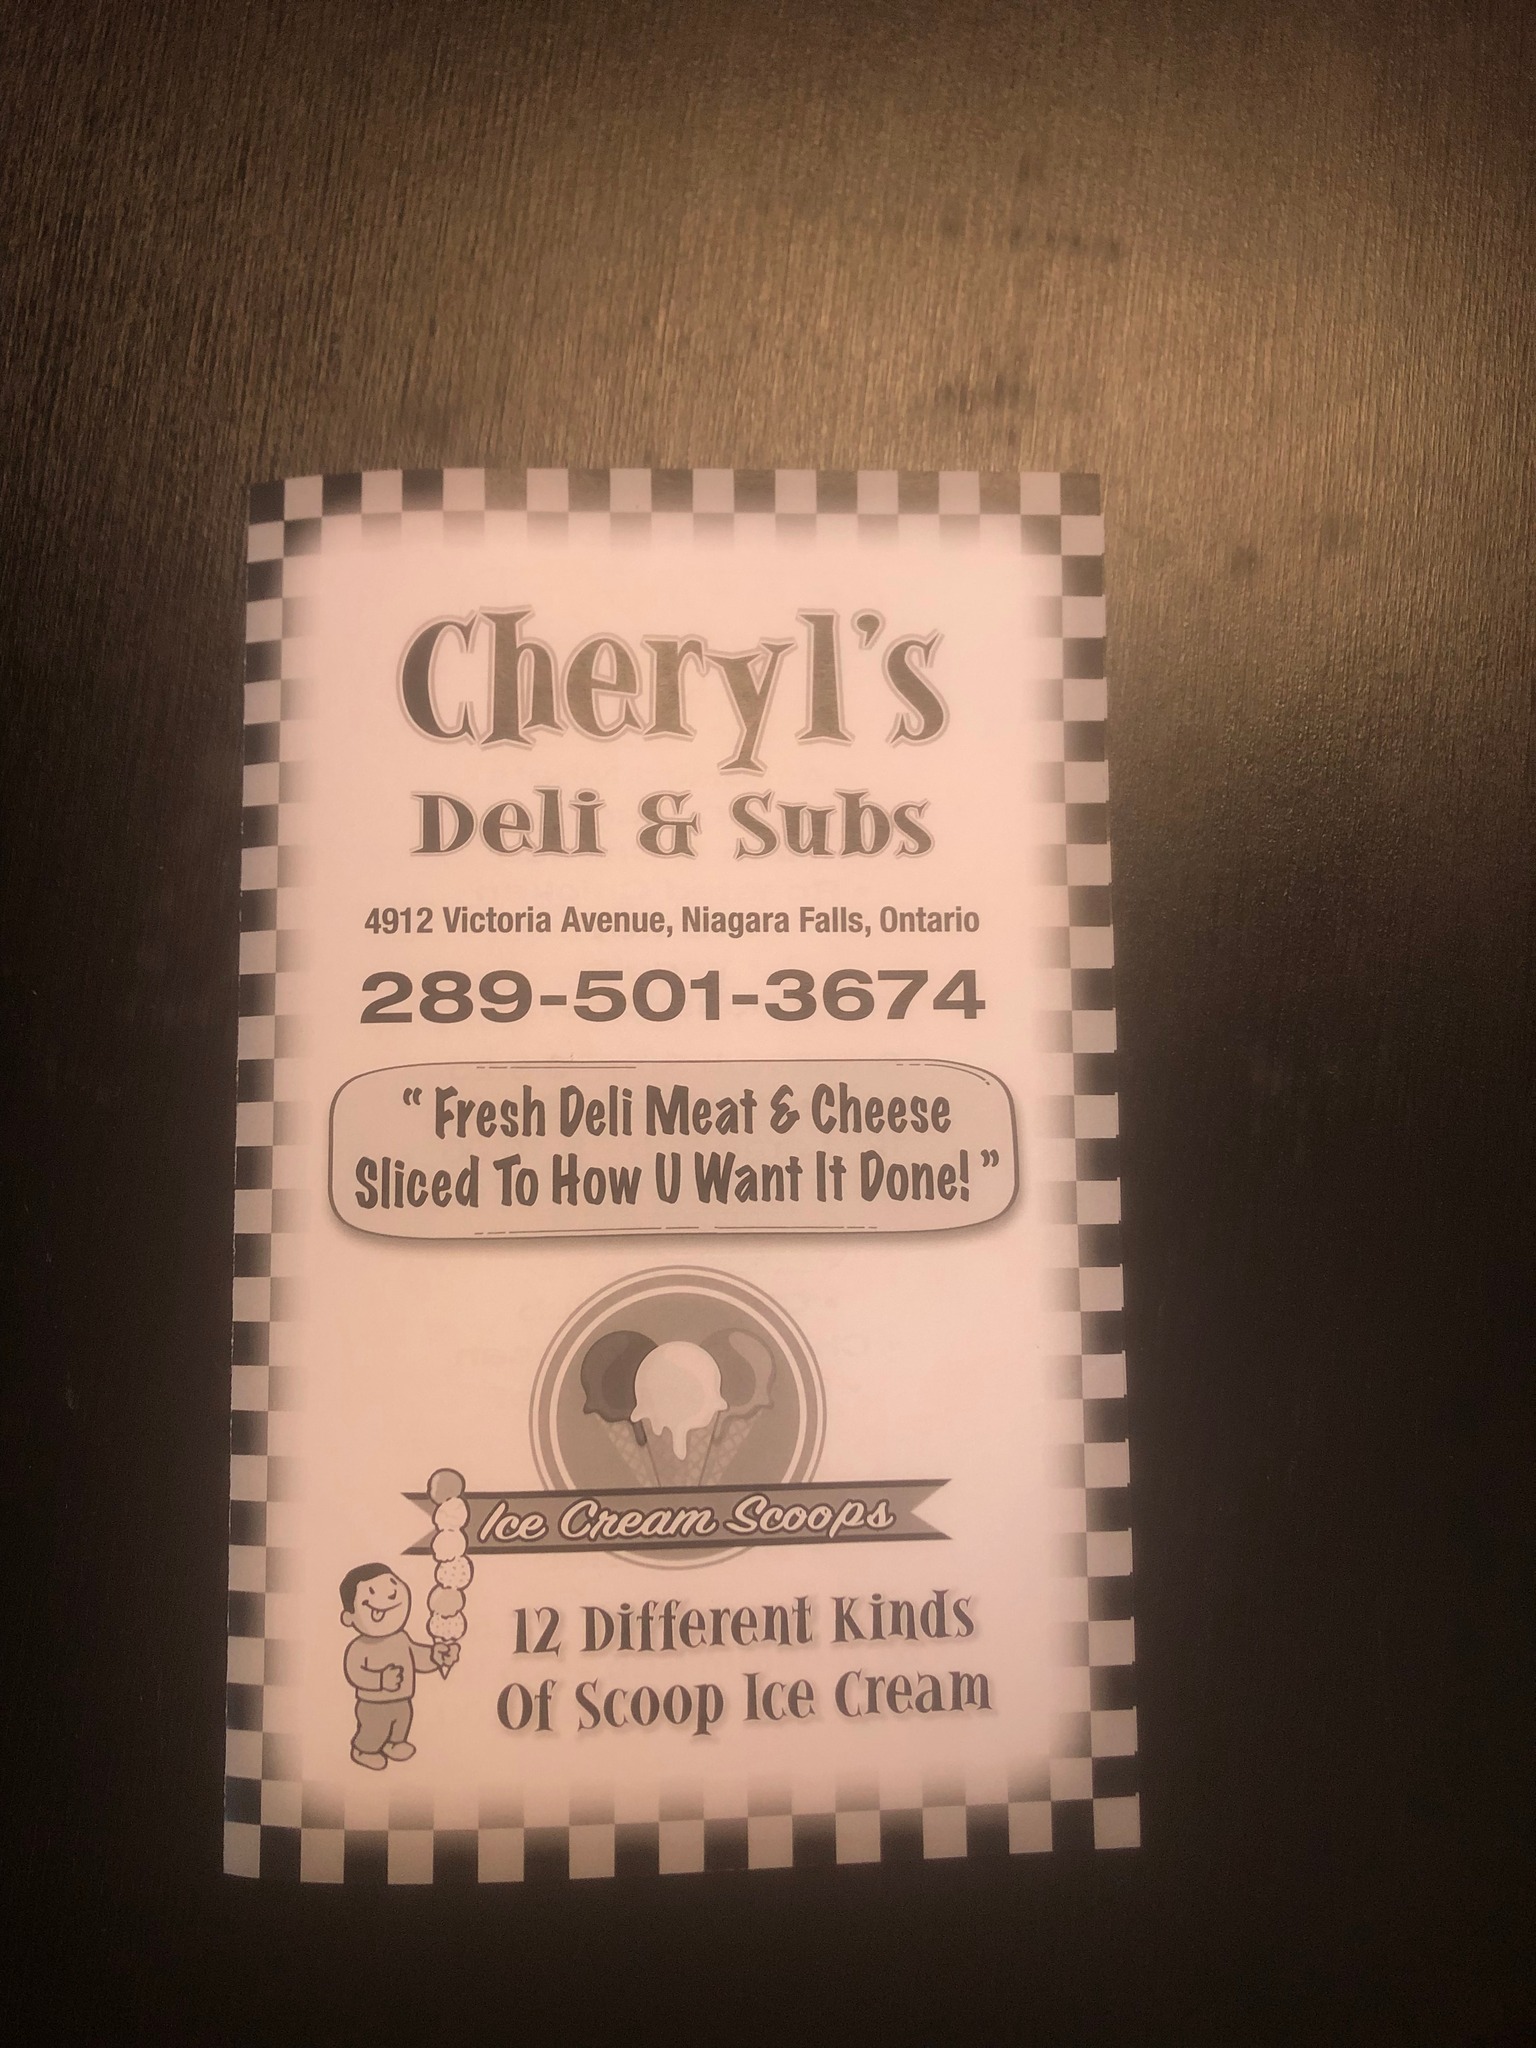 Cheryl's
Deli & Subs
4912 Victoria Avenue, Niagara Falls, Ontario
289-501-3674
“ Fresh Deli Meat & Cheese
Sliced To How U Want It Done! ”
Ice Cream Scoops
12 Different Kinds
Of Scoop Ice Cream